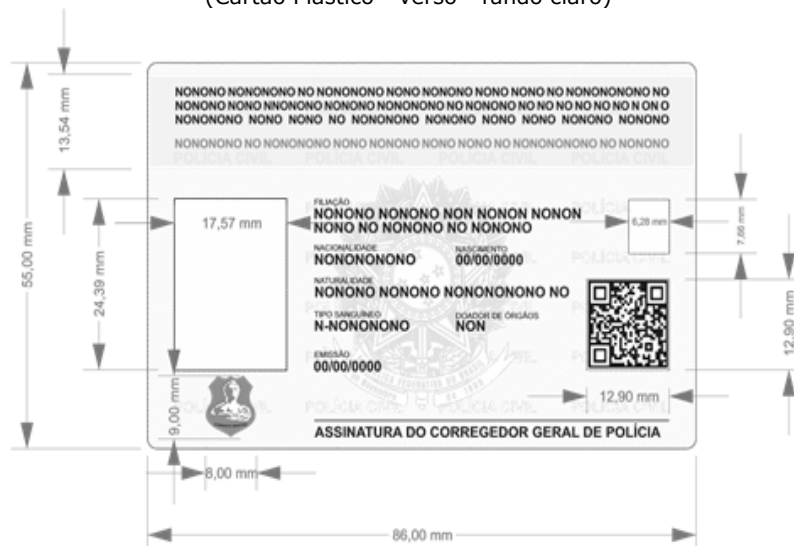 (Cartão Plástico - verso - fundo claro)
NONONO NONONONO NO NONONONO NONO NONONO NONO NONO NO NONONONONO NO
NONONO NONO NNONONO NONONO NONONONO NO NONONO NO NO NO NO NO N ON O
NONONONO NONO NONO NO NONONONO NONONO NONO NONO NONONO NONONO
NONONONO NO NONONONO NONO NONONO NONO NONO NO NONONONONO NO NONONO
POLÍCIA CIVIL POLÍCIA CIVIL POLÍCIA CIVIL POLÍCIA CIVIL
13,54 mm
55,00 mm
24,39 mm
17,57 mm
FILIAÇÃO
NONONO NONONO NON NONON NONON
NONO NO NONONO NO NONONO
6,28 mm
7,66 mm
NACIONALIDADE NASCIMENTO
NONONONONO 00/00/0000
NATURALIDADE
NONONO NONONO NONONONONO NO
TIPO SANGUÍNEO DOADOR DE ÓRGÃOS
N-NONONONO NON
12,90 mm
EMISSÃO
00/00/0000
12,90 mm
9,00 mm
ASSINATURA DO CORREGEDOR GERAL DE POLÍCIA
8,00 mm
86,00 mm